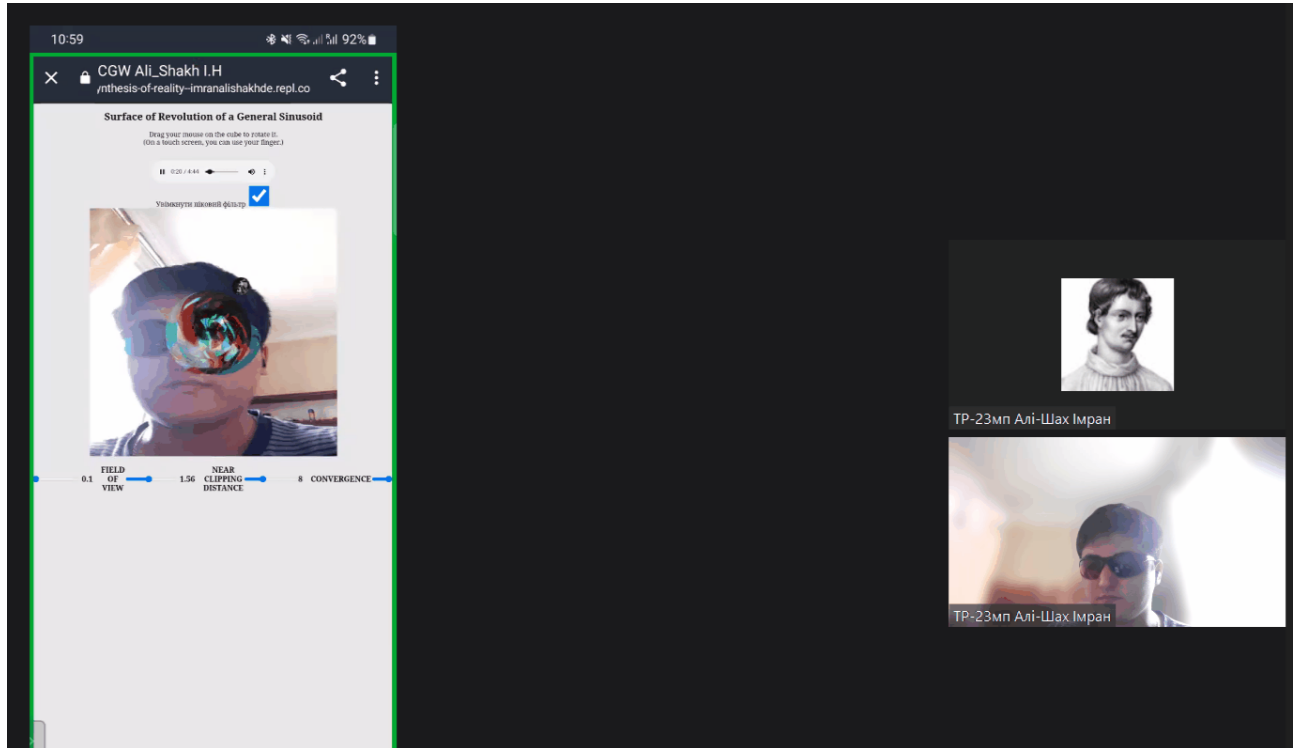 10:59
92%
CGW Ali_Shakh I.H
ynthesis-of-reality--imranalishakhde.repl.co
Surface of Revolution of a General Sinusoid
Drag your mouse on the cube to rotate it.
(On a touch screen, you can use your finger.)
0:20 / 4:44
Увімкнути піковий фільтр
0.1
FIELD
OF
VIEW
1.56
NEAR
CLIPPING
DISTANCE
8
CONVERGENCE
ТР-23мп Алі-Шах Імран
ТР-23мп Алі-Шах Імран